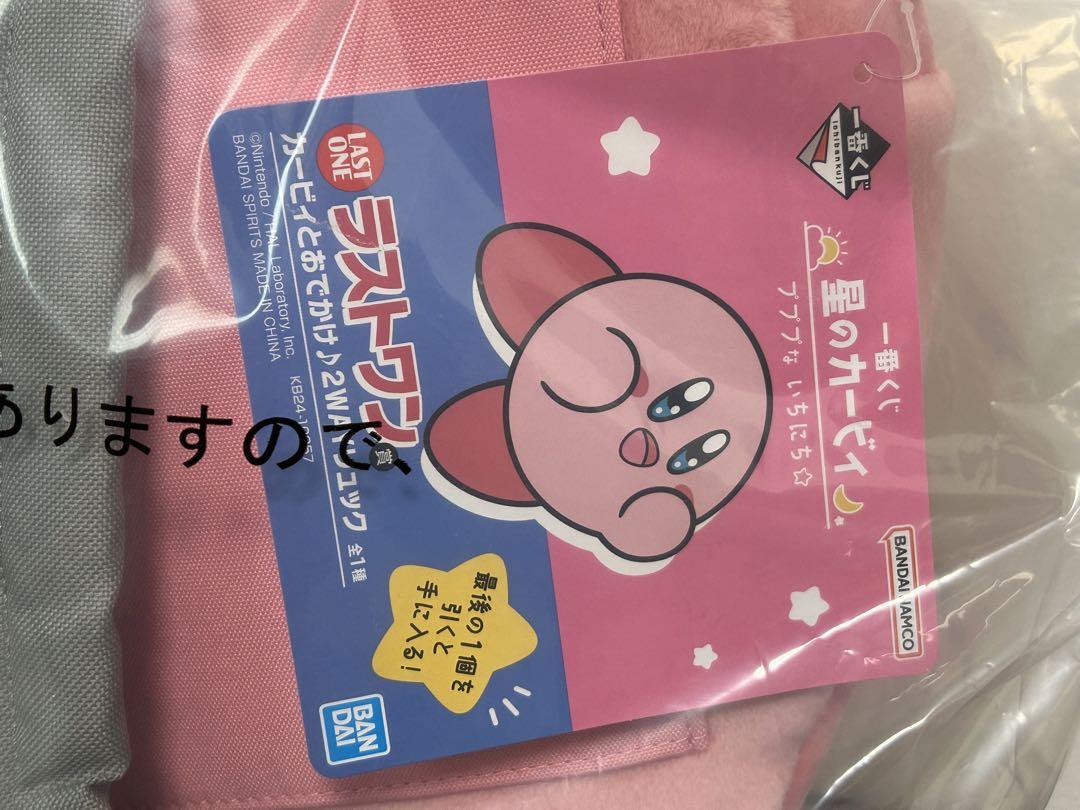 一番くじ
Ichibankuji
一番くじ
星のカービィ
プププな いちにち☆
BANDAI NAMCO
LAST
ONE
ラストワン賞
カービィとおでかけ♪2WAYリュック 全1種
©Nintendo / HAL Laboratory, Inc.
BANDAI SPIRITS MADE IN CHINA
最後の1個を
引くと
手に入る!
BAN
DAI
ありますので、